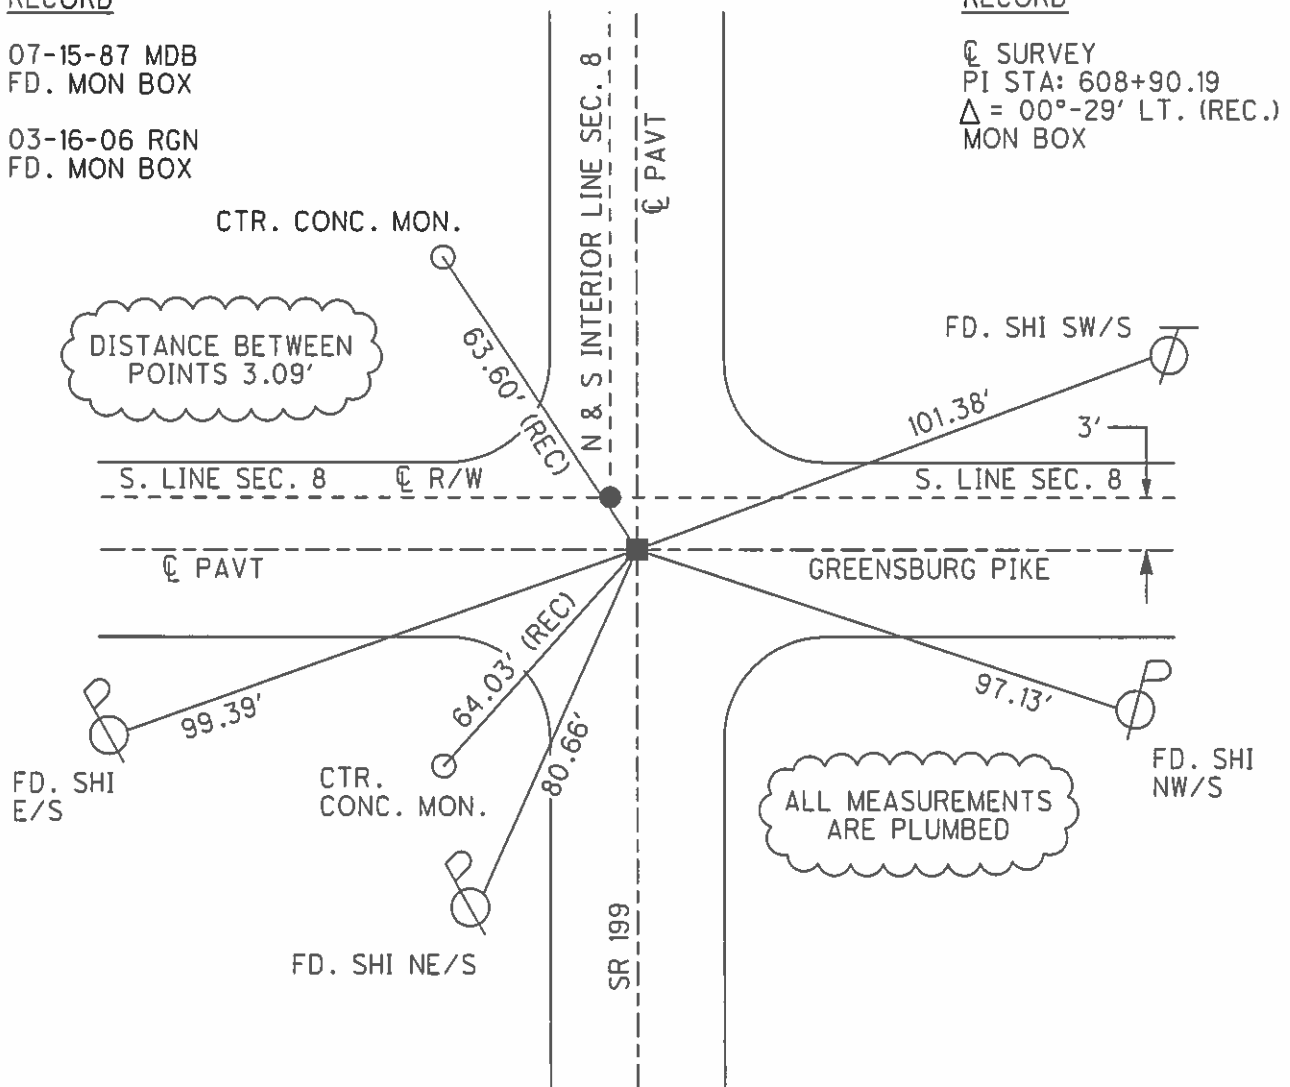 RECORD
07-15-87 MDB
FD. MON BOX
03-16-06 RGN
FD. MON BOX
RECORD
℄ SURVEY
PI STA: 608+90.19
Δ = 00°-29' LT. (REC.)
MON BOX
N & S INTERIOR LINE SEC. 8
℄ PAVT
CTR. CONC. MON.
DISTANCE BETWEEN
POINTS 3.09'
63.60' (REC)
FD. SHI SW/S
101.38'
3'
S. LINE SEC. 8
℄ R/W
S. LINE SEC. 8
℄ PAVT
GREENSBURG PIKE
99.39'
64.03' (REC)
80.66'
97.13'
FD. SHI
E/S
CTR.
CONC. MON.
FD. SHI
NW/S
ALL MEASUREMENTS
ARE PLUMBED
FD. SHI NE/S
SR 199